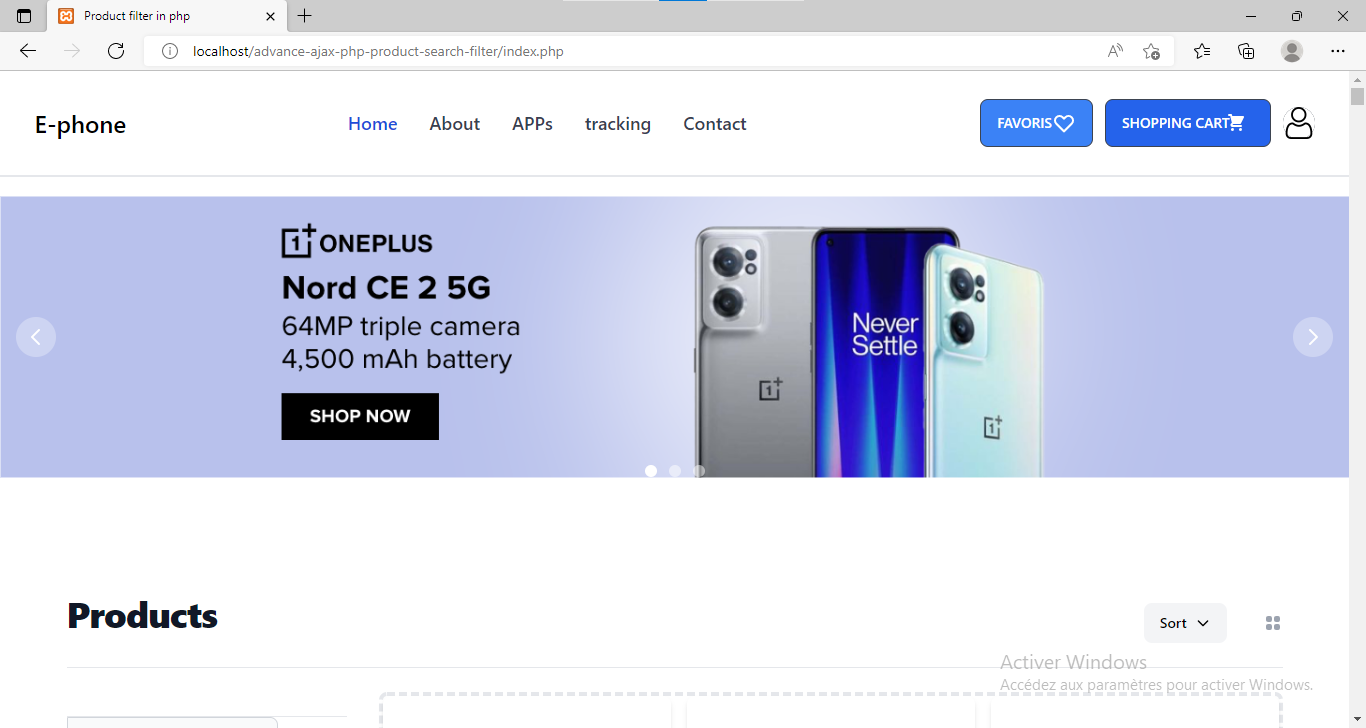 Product filter in php
localhost/advance-ajax-php-product-search-filter/index.php
E-phone
Home About APPs tracking Contact
FAVORIS
SHOPPING CART
1+ ONEPLUS
Nord CE 2 5G
64MP triple camera
4,500 mAh battery
SHOP NOW
Never
Settle
Products
Sort
Activer Windows
Accédez aux paramètres pour activer Windows.